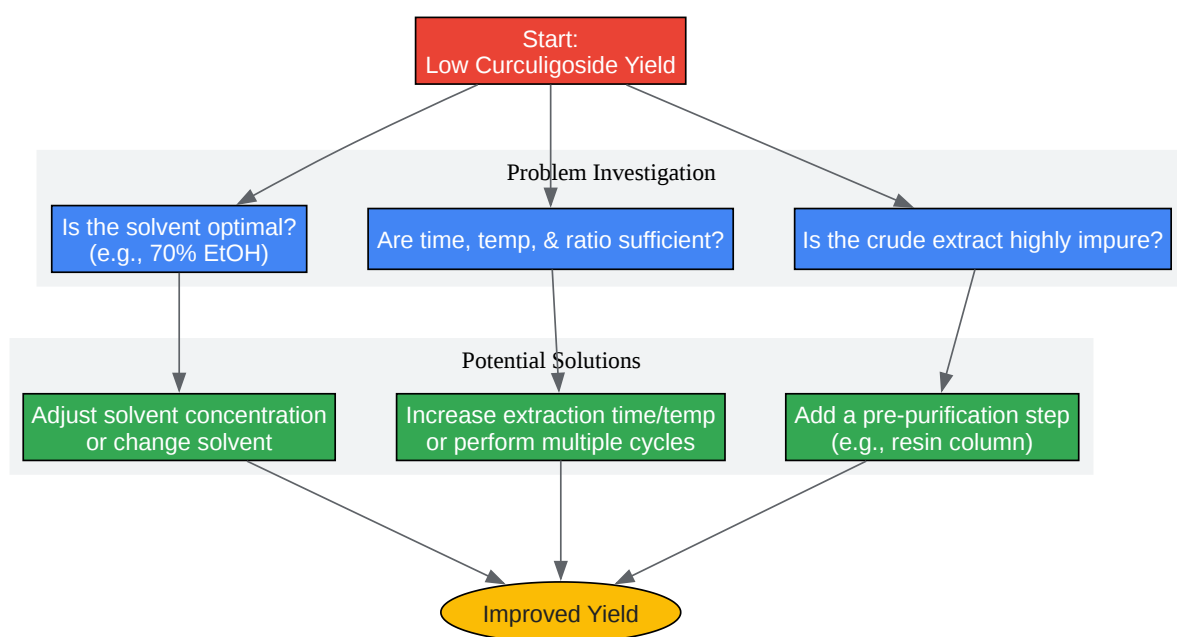 Start:
Low Curculigoside Yield
Problem Investigation
Is the solvent optimal?
(e.g., 70% EtOH)
Are time, temp, & ratio sufficient?
Is the crude extract highly impure?
Potential Solutions
Adjust solvent concentration
or change solvent
Increase extraction time/temp
or perform multiple cycles
Add a pre-purification step
(e.g., resin column)
Improved Yield